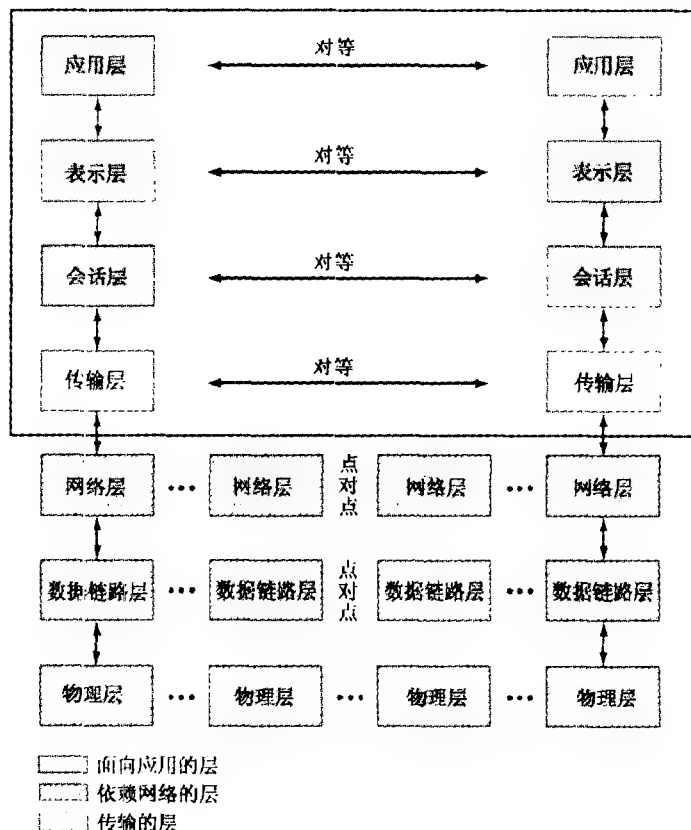 对等
应用层 应用层
对等
表示层 表示层
对等
会话层 会话层
对等
传输层 传输层
网络层 ••• 网络层 点对点 网络层 ••• 网络层
数据链路层 ••• 数据链路层 点对点 数据链路层 ••• 数据链路层
物理层 ••• 物理层 ••• 物理层 ••• 物理层
面向应用的层
依赖网络的层
传输的层